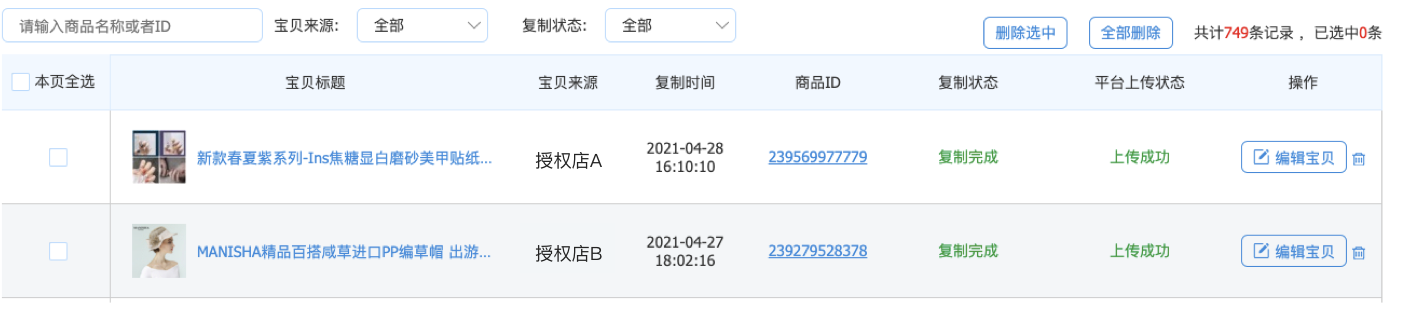 请输入商品名称或者ID 宝贝来源: 全部 复制状态: 全部 删除选中 全部删除 共计749条记录 ，已选中0条
本页全选 宝贝标题 宝贝来源 复制时间 商品ID 复制状态 平台上传状态 操作
新款春夏紫系列-Ins焦糖显白磨砂美甲贴纸... 授权店A 2021-04-28 16:10:10 239569977779 复制完成 上传成功 编辑宝贝
MANISHA精品百搭咸草进口PP编草帽 出游... 授权店B 2021-04-27 18:02:16 239279528378 复制完成 上传成功 编辑宝贝